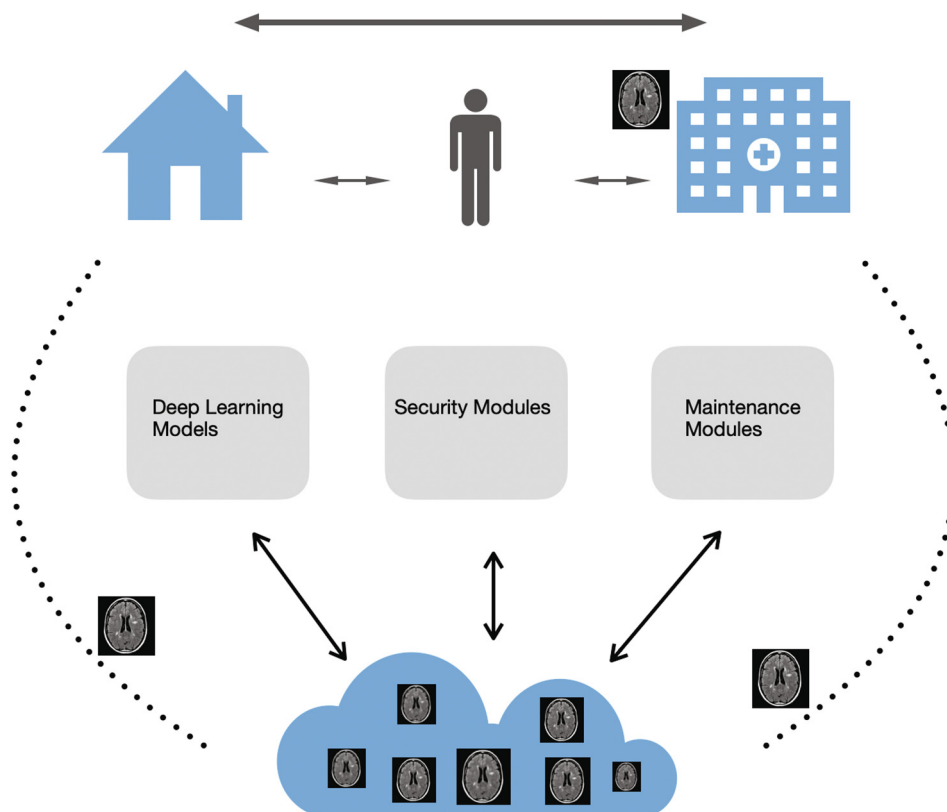 Deep Learning
Models
Security Modules
Maintenance
Modules